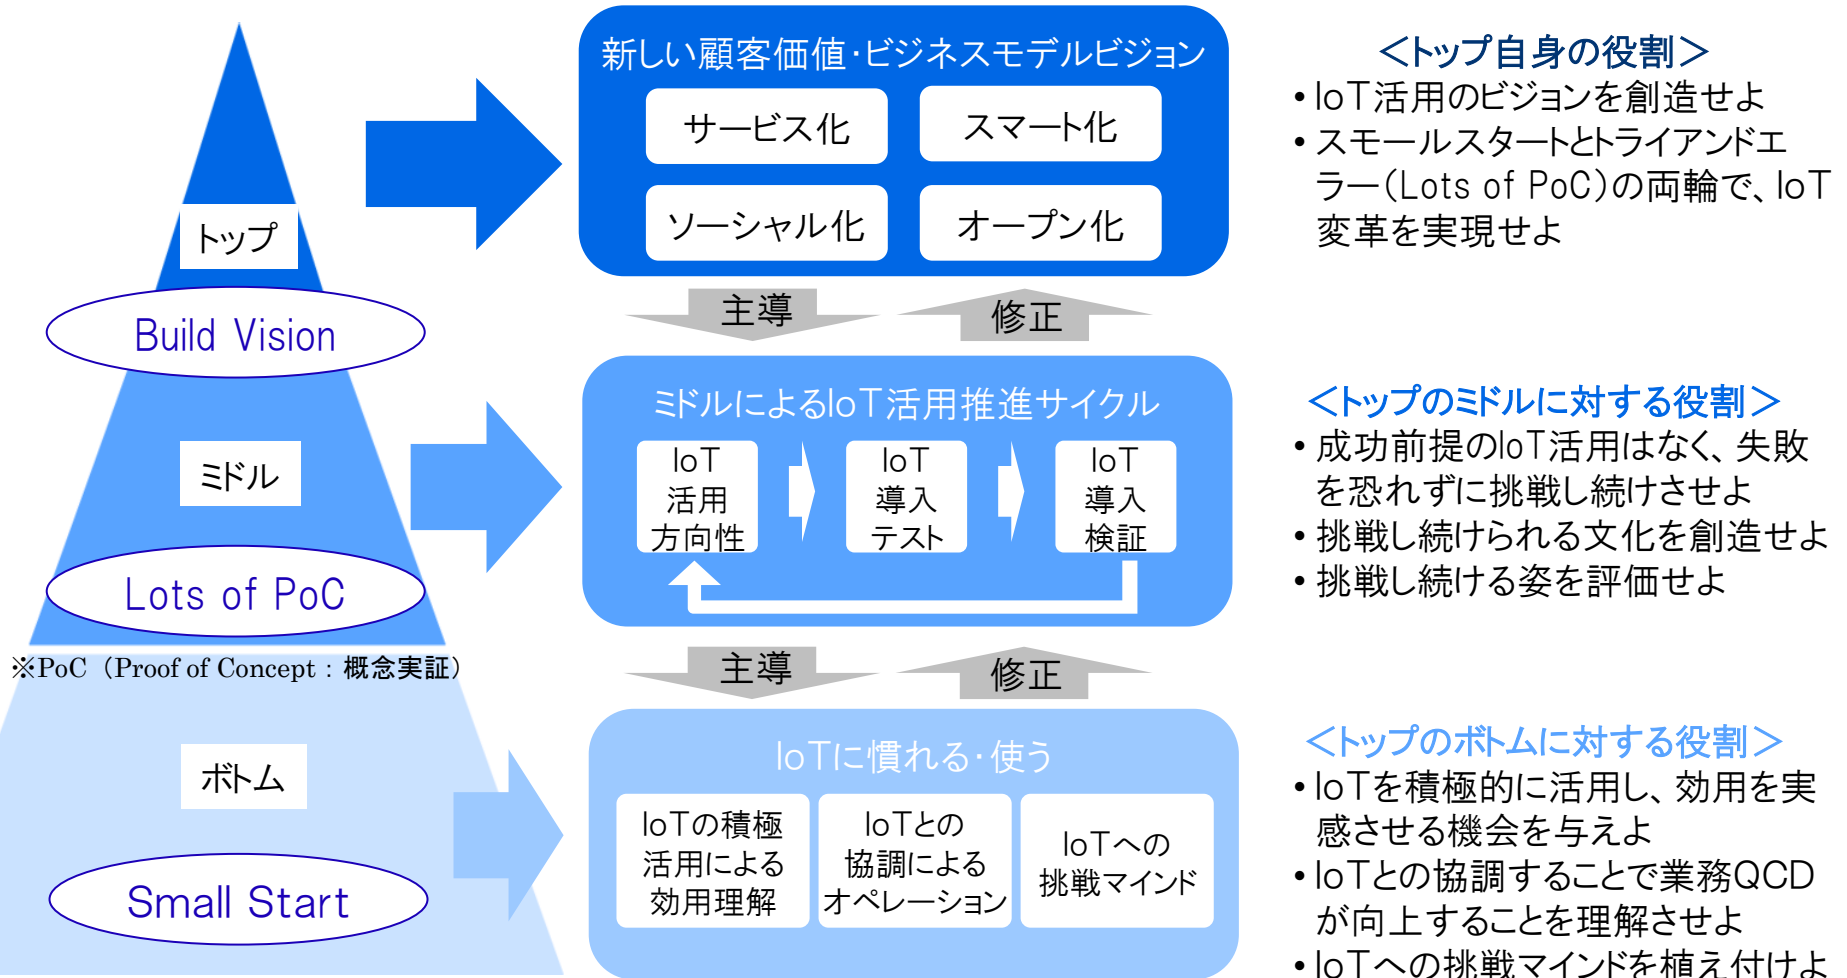 トップ
Build Vision
ミドル
Lots of PoC
※PoC（Proof of Concept：概念実証）
ボトム
Small Start
新しい顧客価値・ビジネスモデルビジョン
サービス化
スマート化
ソーシャル化
オープン化
主導
修正
ミドルによるIoT活用推進サイクル
IoT
活用
方向性
IoT
導入
テスト
IoT
導入
検証
主導
修正
IoTに慣れる・使う
IoTの積極
活用による
効用理解
IoTとの
協調による
オペレーション
IoTへの
挑戦マインド
＜トップ自身の役割＞
• IoT活用のビジョンを創造せよ
• スモールスタートとトライアンドエ
ラー（Lots of PoC）の両輪で、IoT
変革を実現せよ
＜トップのミドルに対する役割＞
• 成功前提のIoT活用はなく、失敗
を恐れずに挑戦し続けさせよ
• 挑戦し続けられる文化を創造せよ
• 挑戦し続ける姿を評価せよ
＜トップのボトムに対する役割＞
• IoTを積極的に活用し、効用を実
感させる機会を与えよ
• IoTとの協調することで業務QCD
が向上することを理解させよ
• IoTへの挑戦マインドを植え付けよ